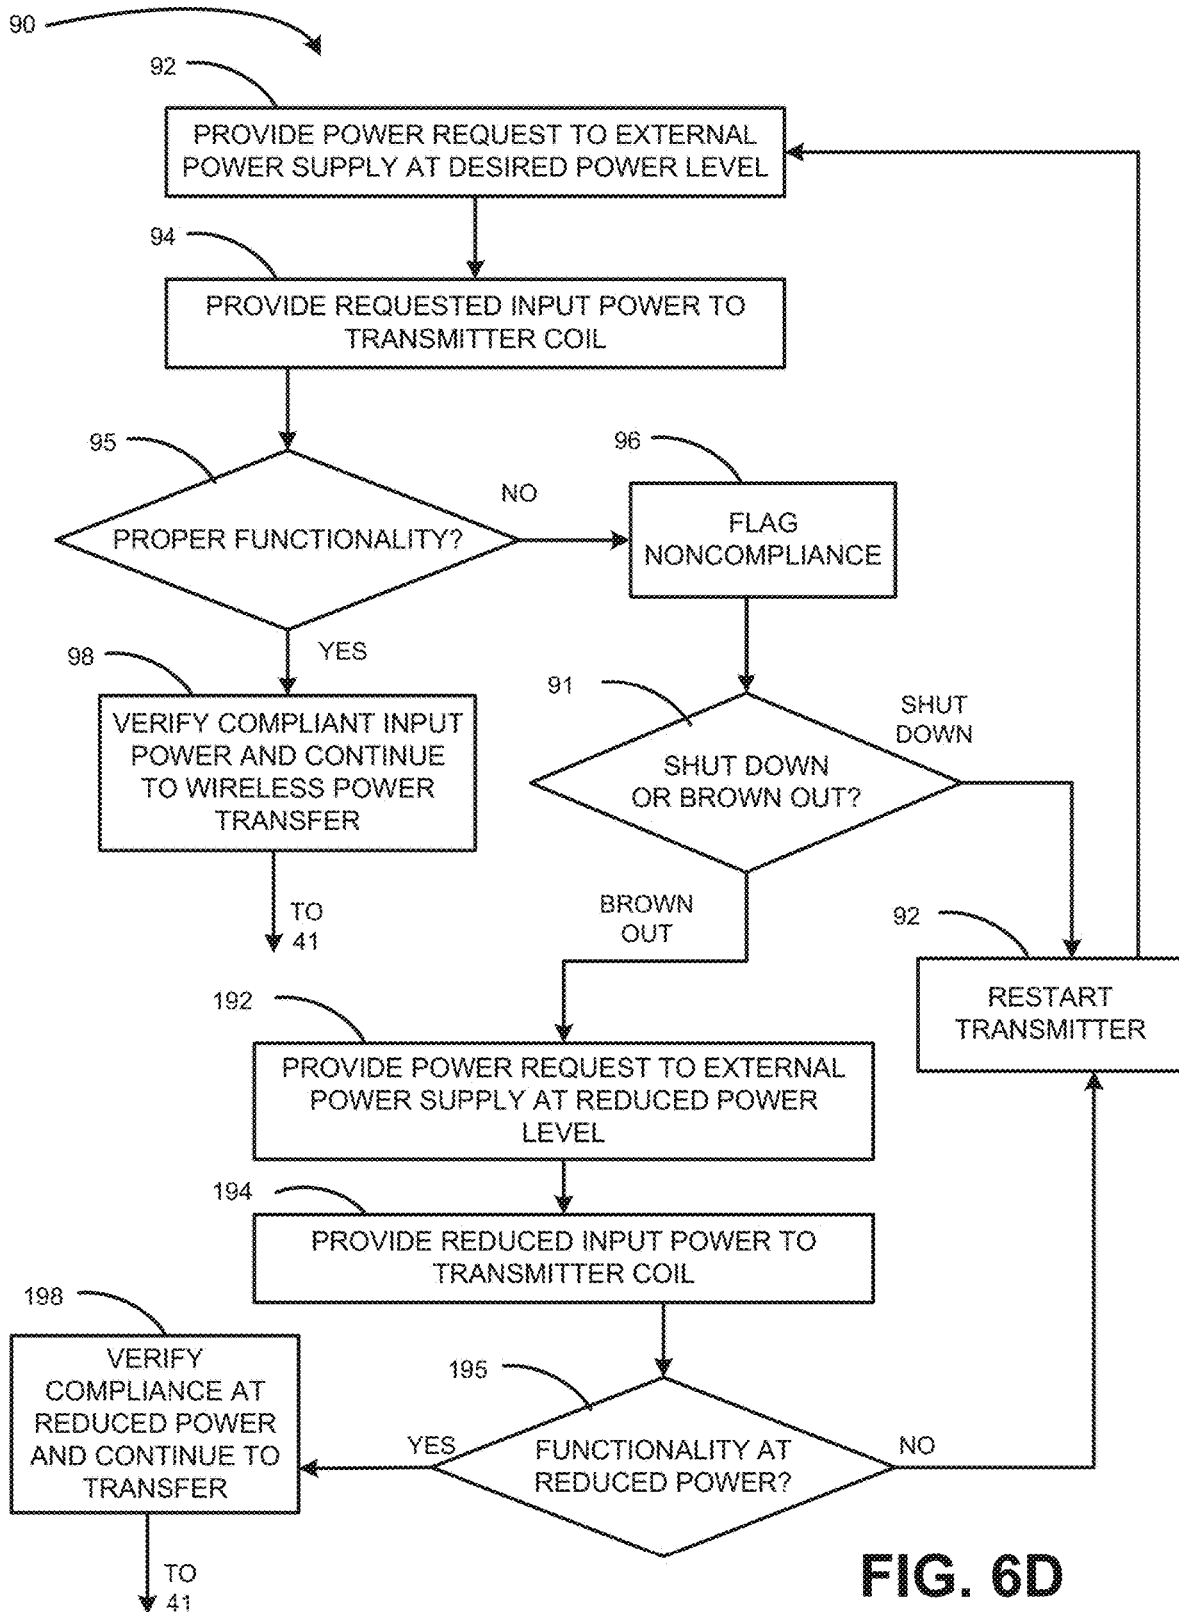 90
92
PROVIDE POWER REQUEST TO EXTERNAL
POWER SUPPLY AT DESIRED POWER LEVEL
94
PROVIDE REQUESTED INPUT POWER TO
TRANSMITTER COIL
95
PROPER FUNCTIONALITY?
NO
96
FLAG
NONCOMPLIANCE
YES
98
VERIFY COMPLIANT INPUT
POWER AND CONTINUE
TO WIRELESS POWER
TRANSFER
TO
41
91
SHUT DOWN
OR BROWN OUT?
SHUT
DOWN
BROWN
OUT
92
RESTART
TRANSMITTER
192
PROVIDE POWER REQUEST TO EXTERNAL
POWER SUPPLY AT REDUCED POWER
LEVEL
194
PROVIDE REDUCED INPUT POWER TO
TRANSMITTER COIL
195
FUNCTIONALITY AT
REDUCED POWER?
YES
NO
198
VERIFY
COMPLIANCE AT
REDUCED POWER
AND CONTINUE TO
TRANSFER
TO
41
FIG. 6D